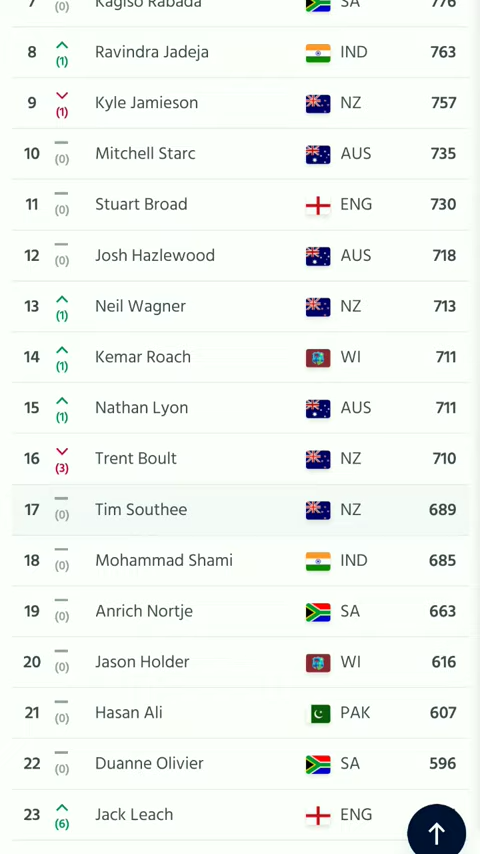 7 (0) Kagiso Rabada SA 776
8 (1) Ravindra Jadeja IND 763
9 (1) Kyle Jamieson NZ 757
10 (0) Mitchell Starc AUS 735
11 (0) Stuart Broad ENG 730
12 (0) Josh Hazlewood AUS 718
13 (1) Neil Wagner NZ 713
14 (1) Kemar Roach WI 711
15 (1) Nathan Lyon AUS 711
16 (3) Trent Boult NZ 710
17 (0) Tim Southee NZ 689
18 (0) Mohammad Shami IND 685
19 (0) Anrich Nortje SA 663
20 (0) Jason Holder WI 616
21 (0) Hasan Ali PAK 607
22 (0) Duanne Olivier SA 596
23 (6) Jack Leach ENG